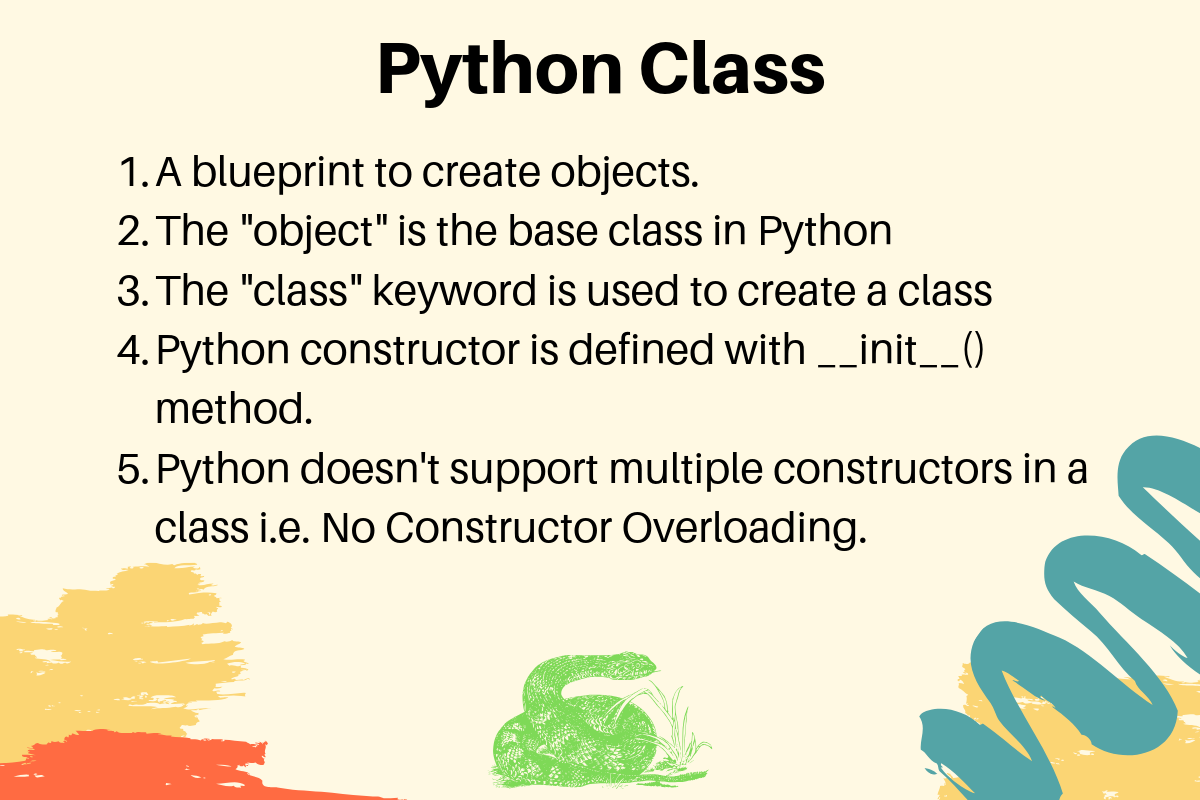 Python Class
1. A blueprint to create objects.
2. The "object" is the base class in Python
3. The "class" keyword is used to create a class
4. Python constructor is defined with __init__()
method.
5. Python doesn't support multiple constructors in a
class i.e. No Constructor Overloading.